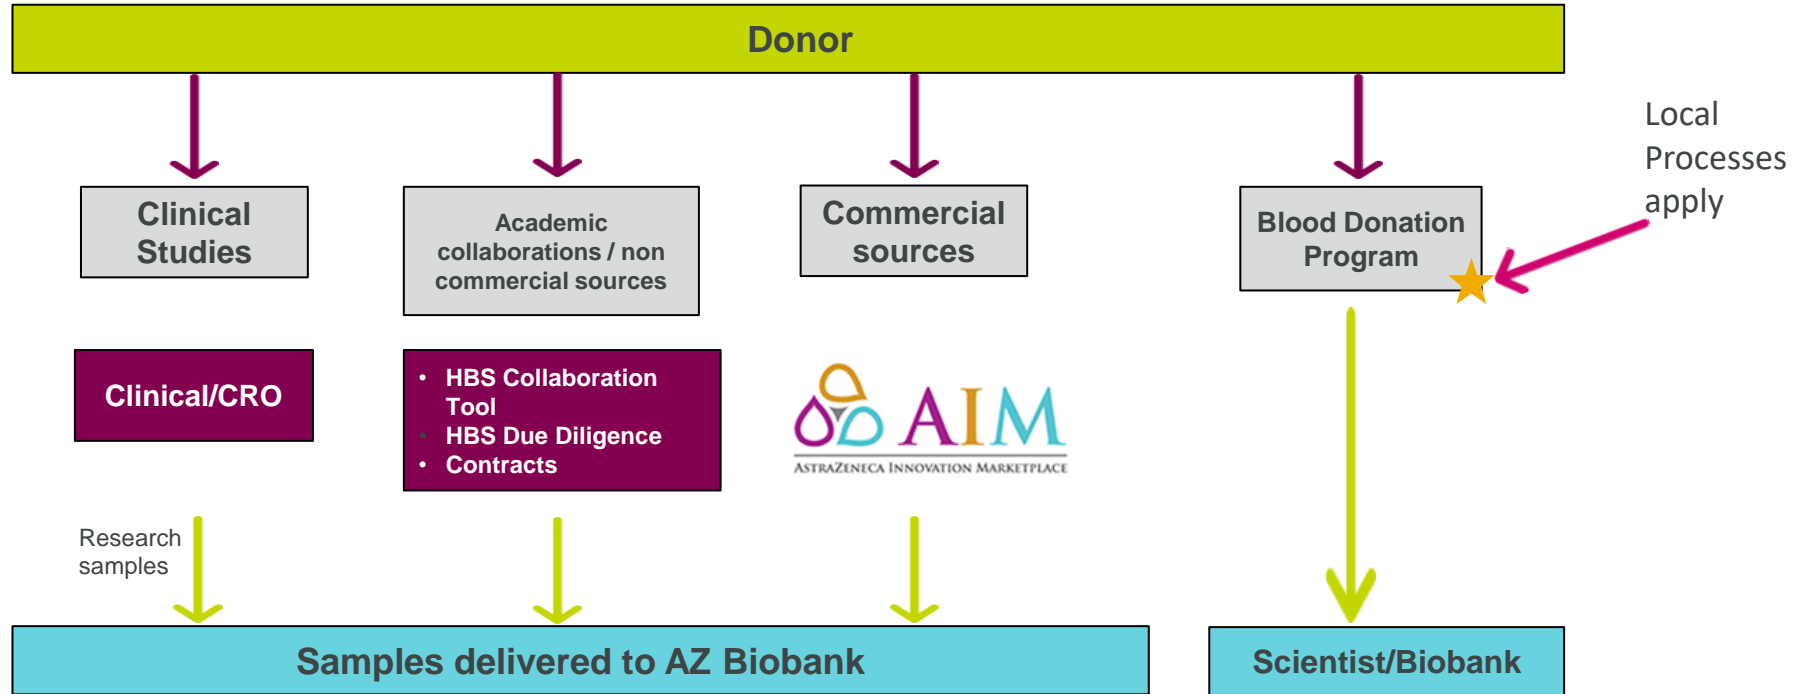 Donor
Local
Processes
apply
Clinical
Studies
Academic
collaborations / non
commercial sources
Commercial
sources
Blood Donation
Program
Clinical/CRO
• HBS Collaboration
Tool
• HBS Due Diligence
• Contracts
AIM
ASTRAZENECA INNOVATION MARKETPLACE
Research
samples
Samples delivered to AZ Biobank
Scientist/Biobank